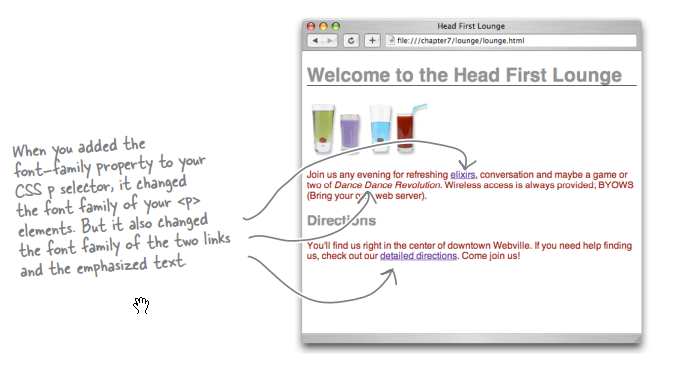 Head First Lounge
file:///chapter7/lounge/lounge.html
Welcome to the Head First Lounge
When you added the
font-family property to your
CSS p selector, it changed
the font family of your <p>
elements. But it also changed
the font family of the two links
and the emphasized text.
Join us any evening for refreshing elixirs, conversation and maybe a game or
two of Dance Dance Revolution. Wireless access is always provided; BYOWS
(Bring your web server).
Directions
You'll find us right in the center of downtown Webville. If you need help finding
us, check out our detailed directions. Come join us!